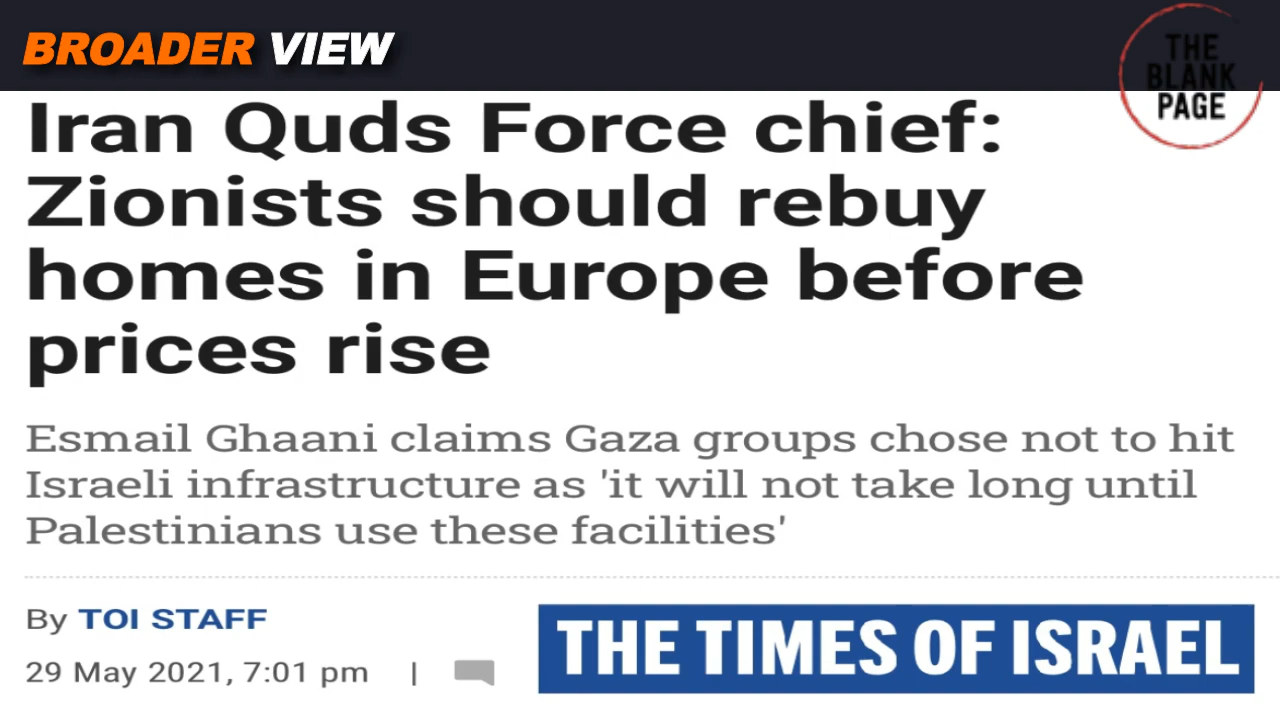 BROADER VIEW
THE
BLANK
PAGE
Iran Quds Force chief:
Zionists should rebuy
homes in Europe before
prices rise
Esmail Ghaani claims Gaza groups chose not to hit
Israeli infrastructure as 'it will not take long until
Palestinians use these facilities'
By TOI STAFF
29 May 2021, 7:01 pm |
THE TIMES OF ISRAEL